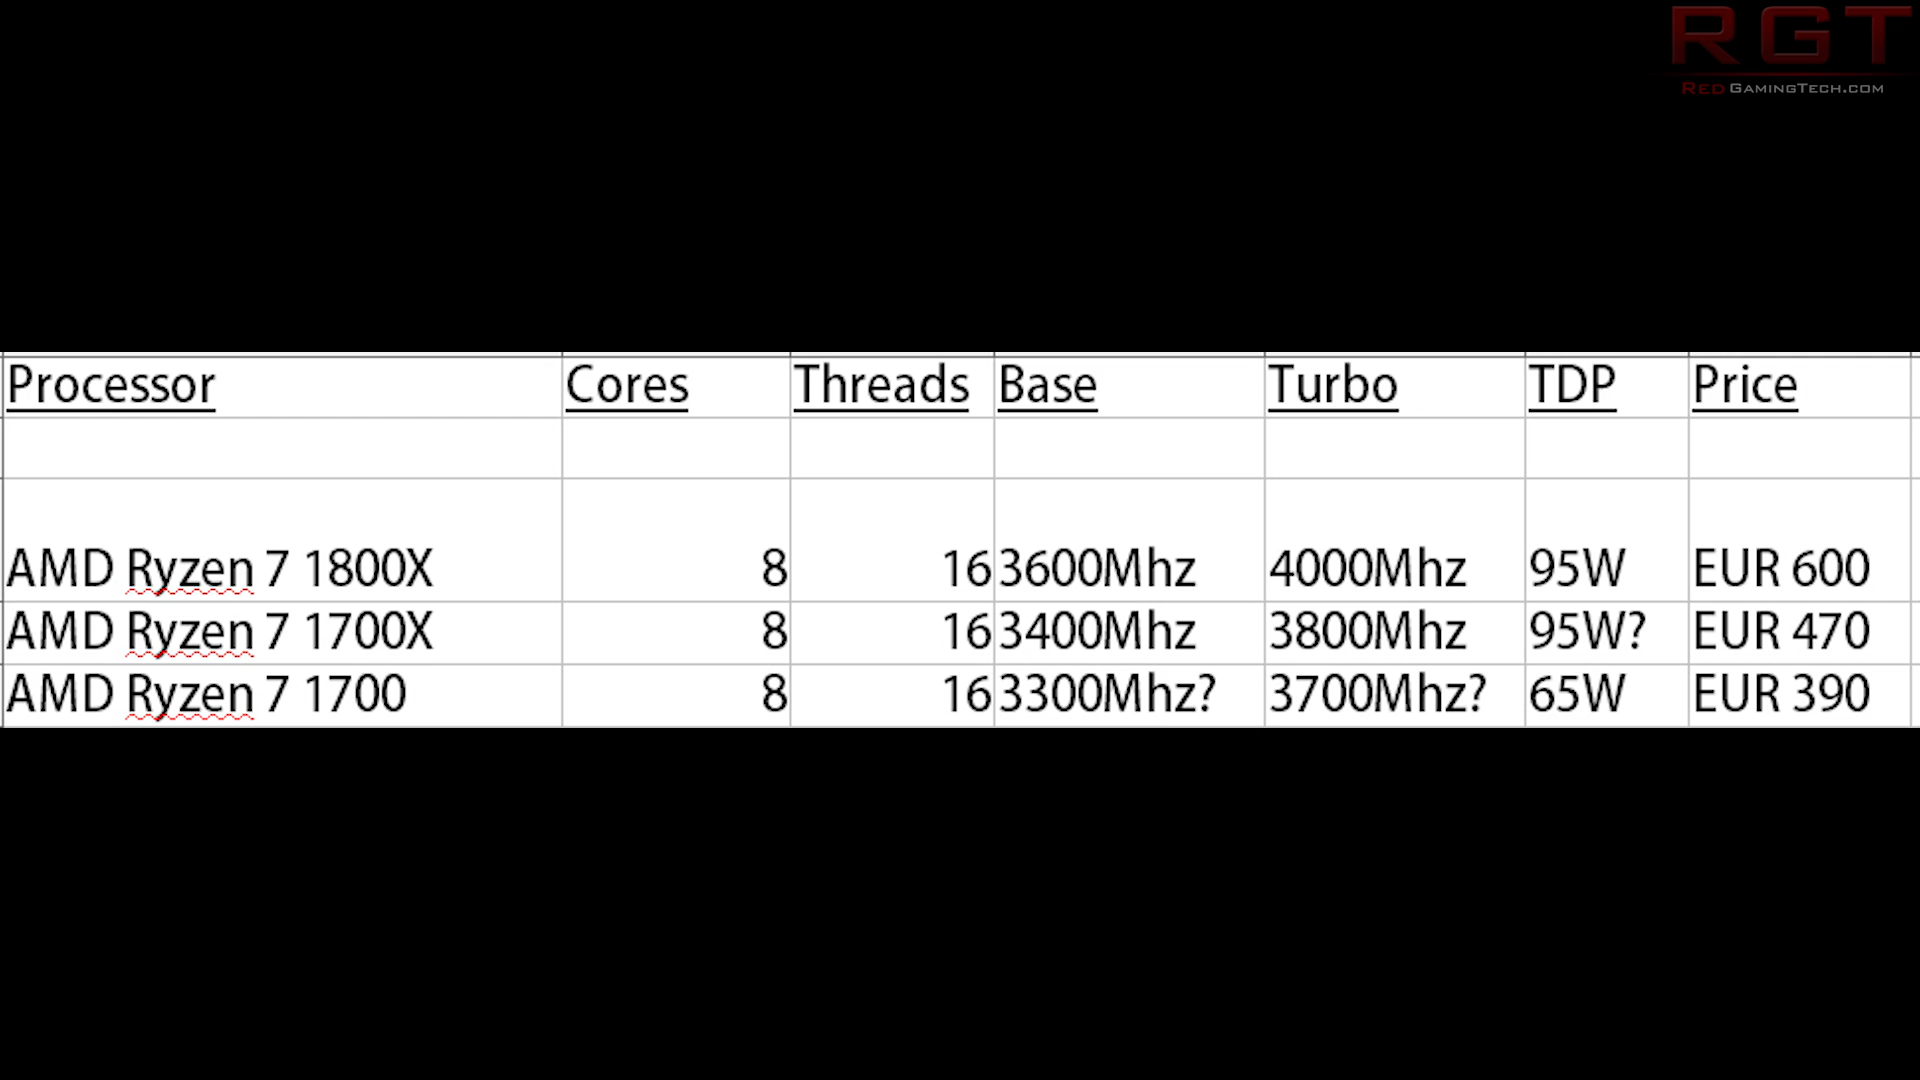 RGT
RED GAMINGTECH.COM
Processor Cores Threads Base Turbo TDP Price
AMD Ryzen 7 1800X 8 16 3600Mhz 4000Mhz 95W EUR 600
AMD Ryzen 7 1700X 8 16 3400Mhz 3800Mhz 95W? EUR 470
AMD Ryzen 7 1700 8 16 3300Mhz? 3700Mhz? 65W EUR 390